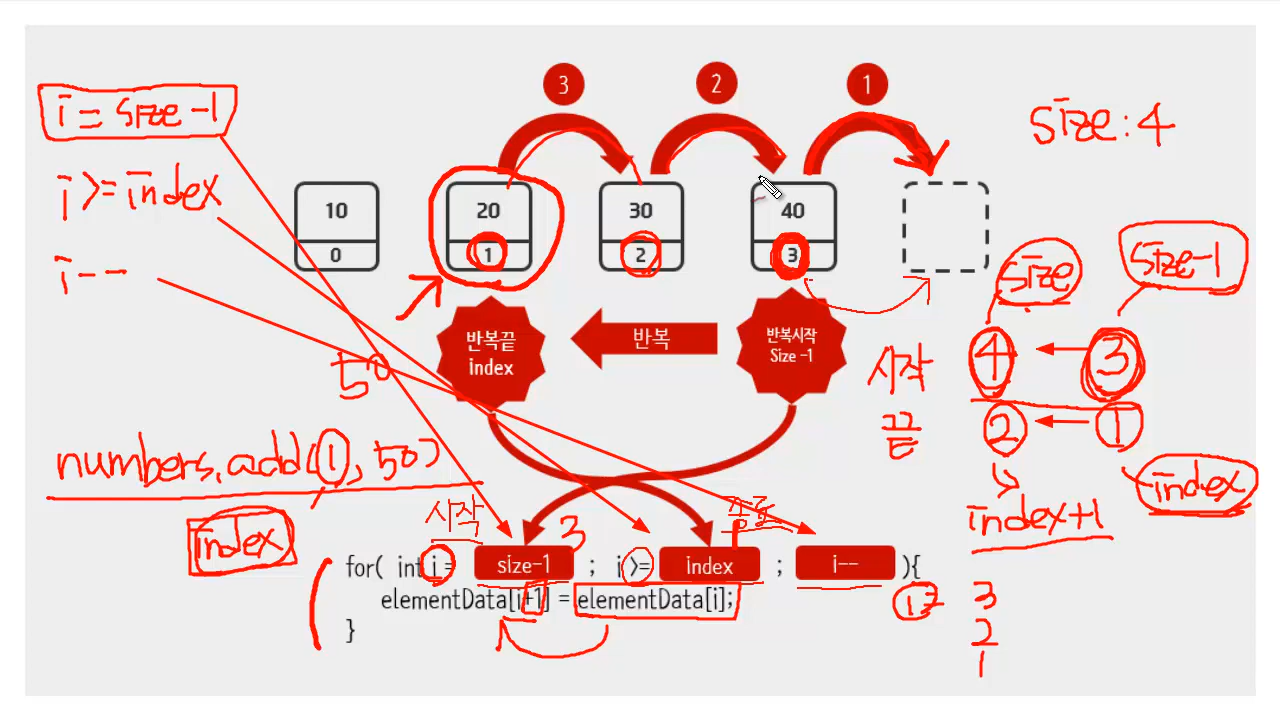 3 2 1
i = size-1
size:4
i>=index
i--
10 20 30 40
0 1 2 3
size size-1
반복끝
index
반복
반복시작
Size -1
시작 4 ← 3
끝 2 ← 1
50
index
index+1
numbers.add(1, 50)
index
시작 3 종료
for( int i = size-1 ; i >= index ; i-- ){
elementData[i+1] = elementData[i];
}
i= 3
2
1